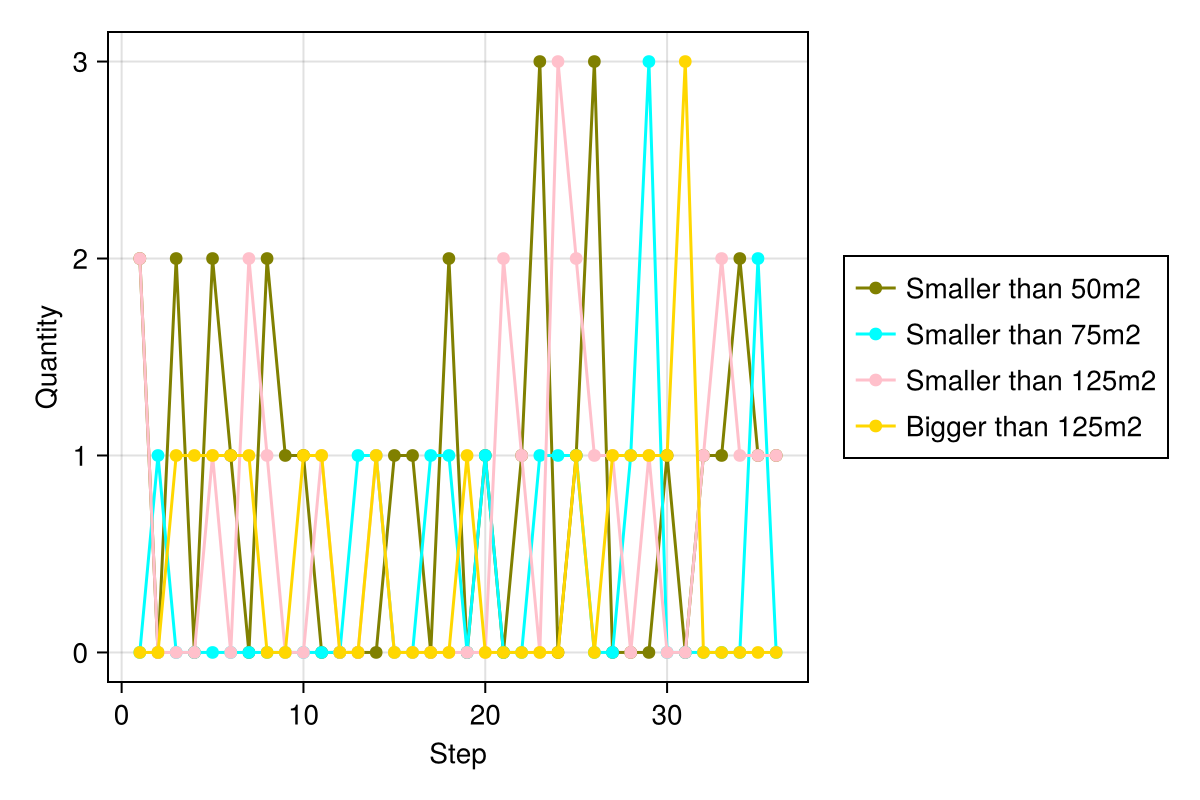 3
2
1
0
Quantity
0
10
20
30
Step
Smaller than 50m2
Smaller than 75m2
Smaller than 125m2
Bigger than 125m2